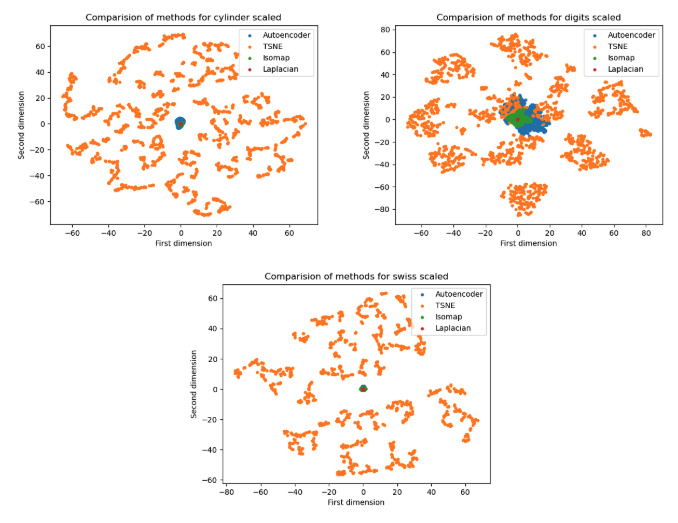 Comparision of methods for cylinder scaled
Autoencoder
TSNE
Isomap
Laplacian
60
40
20
0
−20
−40
−60
Second dimension
−60 −40 −20 0 20 40 60
First dimension
Comparision of methods for digits scaled
Autoencoder
TSNE
Isomap
Laplacian
80
60
40
20
0
−20
−40
−60
−80
Second dimension
−60 −40 −20 0 20 40 60 80
First dimension
Comparision of methods for swiss scaled
Autoencoder
TSNE
Isomap
Laplacian
60
40
20
0
−20
−40
−60
Second dimension
−80 −60 −40 −20 0 20 40 60
First dimension